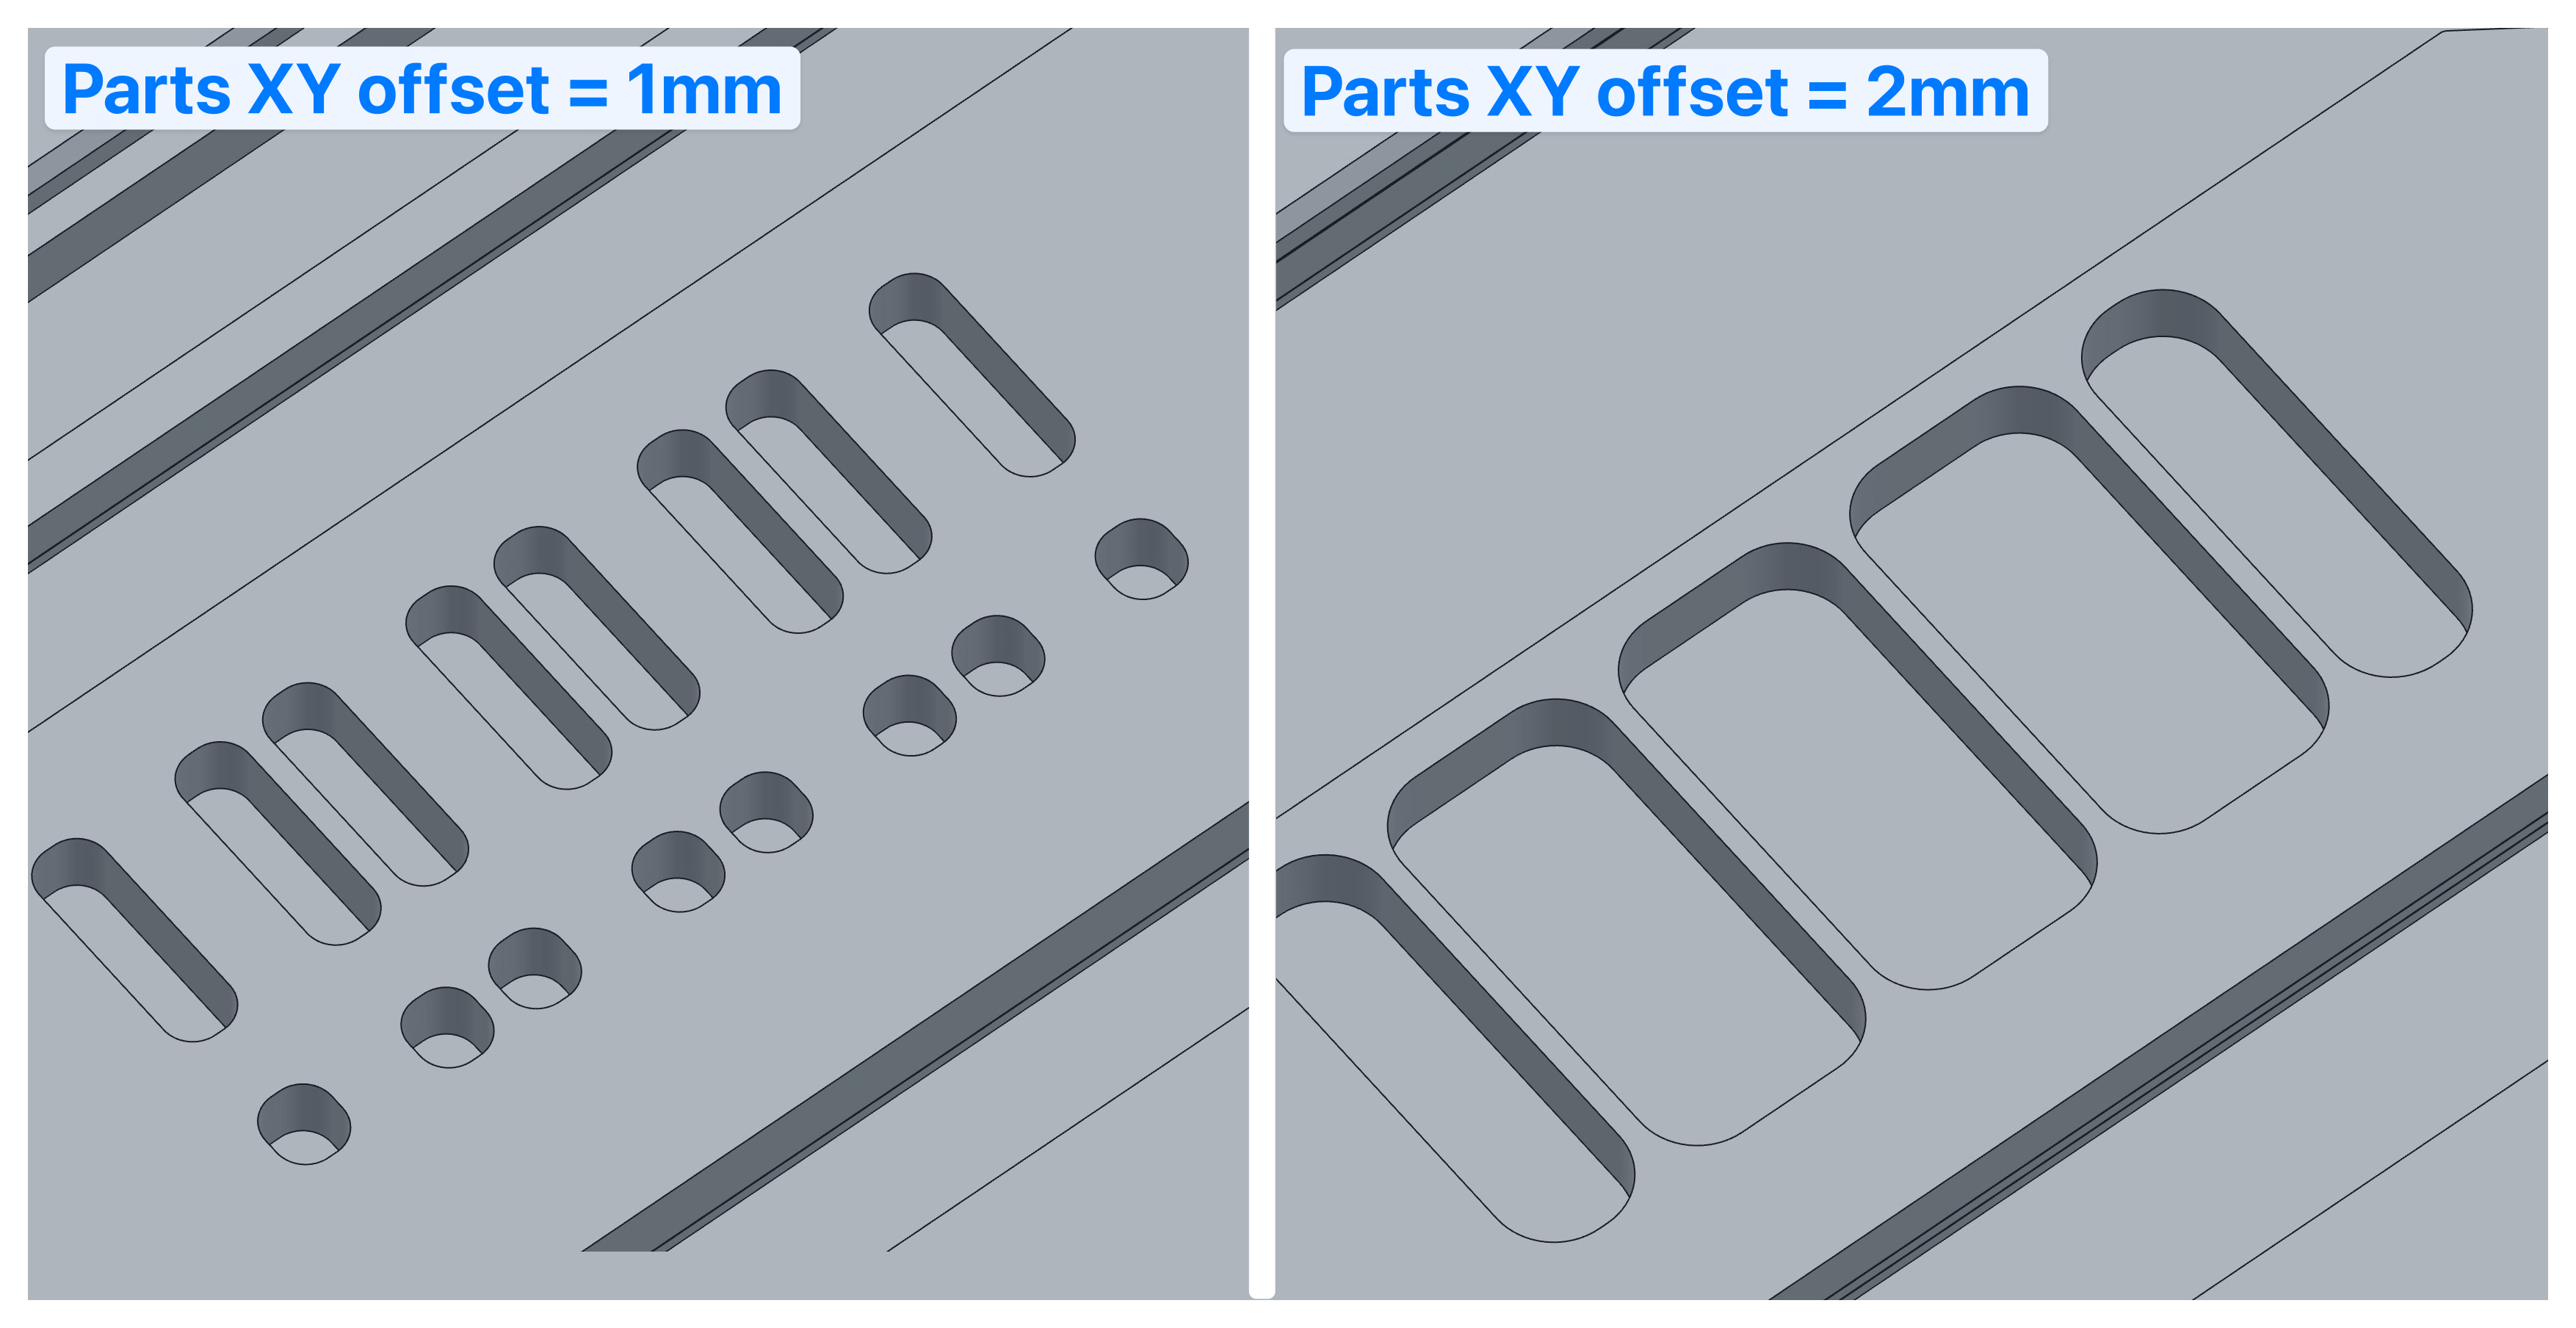 Parts XY offset = 1mm
Parts XY offset = 2mm